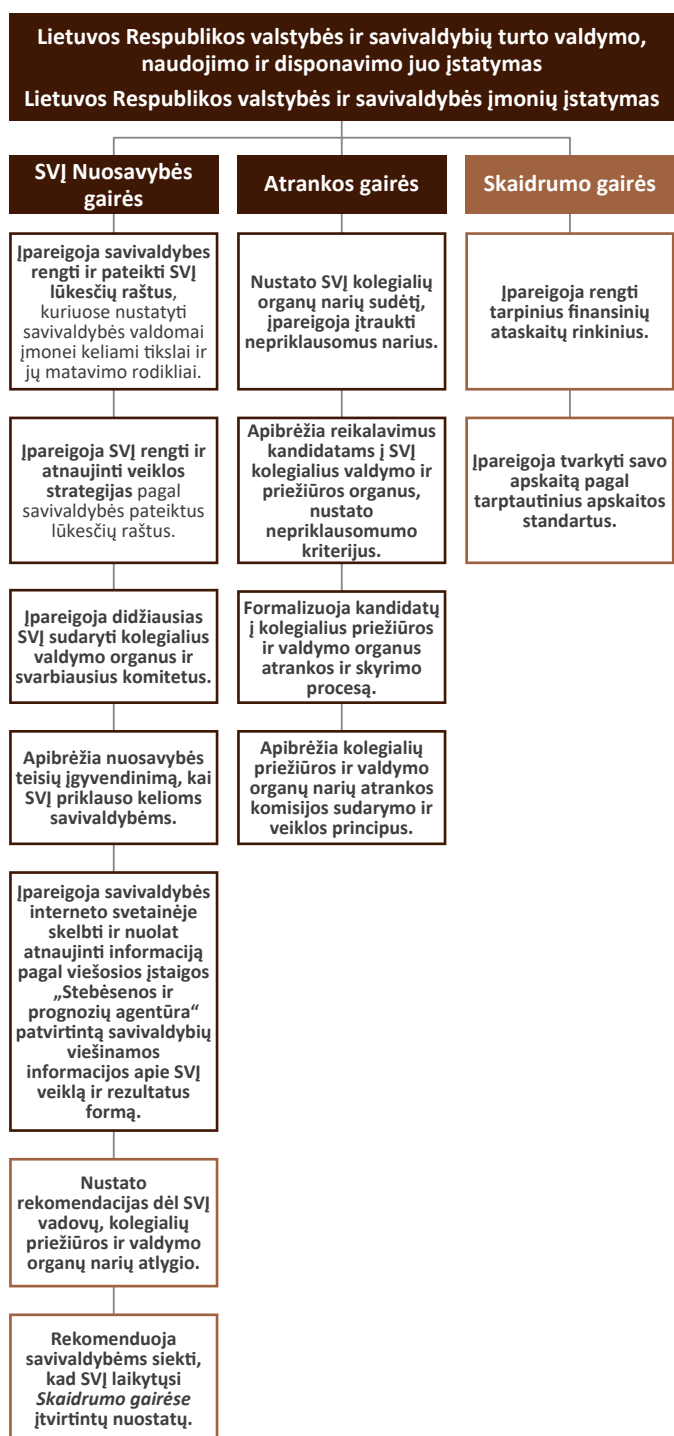 Lietuvos Respublikos valstybės ir savivaldybių turto valdymo,
naudojimo ir disponavimo juo įstatymas
Lietuvos Respublikos valstybės ir savivaldybės įmonių įstatymas
SVĮ Nuosavybės
gairės
Įpareigoja savivaldybes
rengti ir pateikti SVĮ
lūkesčių raštus,
kuriuose nustatyti
savivaldybės valdomai
įmonei keliami tikslai ir
jų matavimo rodikliai.
Įpareigoja SVĮ rengti ir
atnaujinti veiklos
strategijas pagal
savivaldybės pateiktus
lūkesčių raštus.
Įpareigoja didžiausias
SVĮ sudaryti kolegialius
valdymo organus ir
svarbiausius komitetus.
Apibrėžia nuosavybės
teisių įgyvendinimą, kai
SVĮ priklauso kelioms
savivaldybėms.
Įpareigoja savivaldybės
interneto svetainėje
skelbti ir nuolat
atnaujinti informaciją
pagal viešosios įstaigos
„Stebėsenos ir
prognozių agentūra“
patvirtintą savivaldybių
viešinamos
informacijos apie SVĮ
veiklą ir rezultatus
formą.
Nustato
rekomendacijas dėl SVĮ
vadovų, kolegialių
priežiūros ir valdymo
organų narių atlygio.
Rekomenduoja
savivaldybėms siekti,
kad SVĮ laikytųsi
Skaidrumo gairėse
įtvirtintų nuostatų.
Atrankos gairės
Nustato SVĮ kolegialių
organų narių sudėtį,
įpareigoja įtraukti
nepriklausomus narius.
Apibrėžia reikalavimus
kandidatams į SVĮ
kolegialius valdymo ir
priežiūros organus,
nustato
nepriklausomumo
kriterijus.
Formalizuoja kandidatų
į kolegialius priežiūros
ir valdymo organus
atrankos ir skyrimo
procesą.
Apibrėžia kolegialių
priežiūros ir valdymo
organų narių atrankos
komisijos sudarymo ir
veiklos principus.
Skaidrumo gairės
Įpareigoja rengti
tarpinius finansinių
ataskaitų rinkinius.
Įpareigoja tvarkyti savo
apskaitą pagal
tarptautinius apskaitos
standartus.